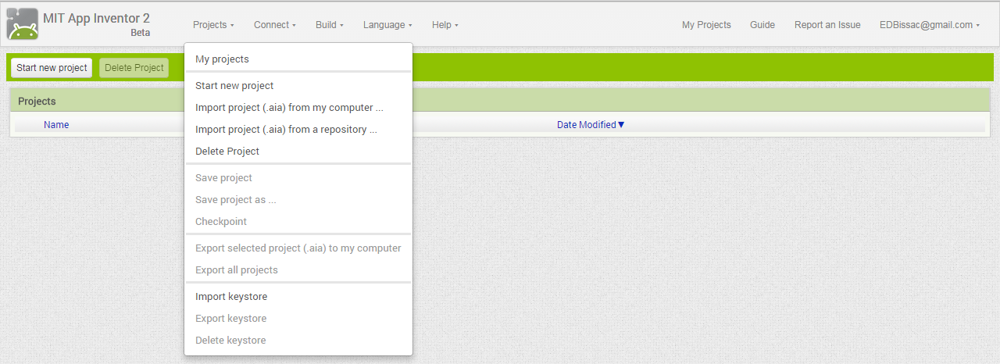 MIT App Inventor 2
Beta
Projects Connect Build Language Help My Projects Guide Report an Issue EDBissac@gmail.com
Start new project Delete Project
Projects
Name Date Modified
My projects
Start new project
Import project (.aia) from my computer ...
Import project (.aia) from a repository ...
Delete Project
Save project
Save project as ...
Checkpoint
Export selected project (.aia) to my computer
Export all projects
Import keystore
Export keystore
Delete keystore